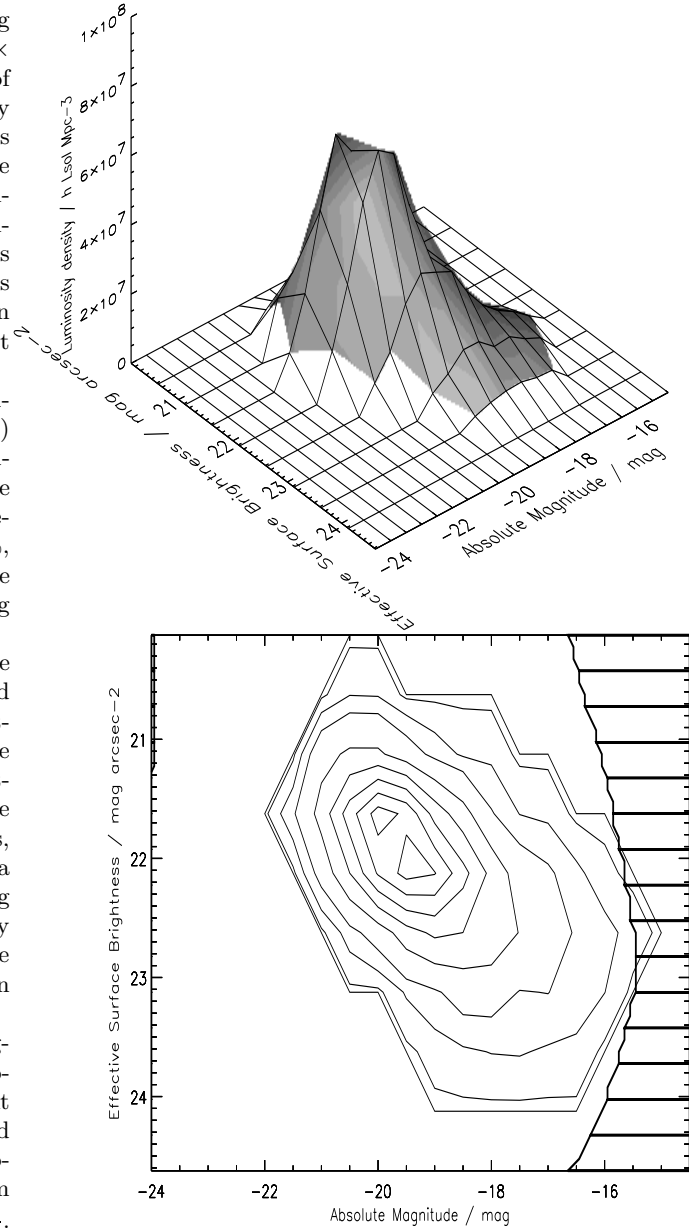 g
×
of
y
s
e
-
-
s
s
n
t
-
)
-
e
-
,
e
g
e
d
-
e
-
e
s,
a
g
y
e
n
g-
-
t
d
-
n
-.
1×10^8
8×10^7
6×10^7
4×10^7
2×10^7
0
Luminosity density / h Lsol Mpc-3
21
22
23
24
Effective Surface Brightness / mag arcsec-2
-24
-22
-20
-18
-16
Absolute Magnitude / mag
21
22
23
24
Effective Surface Brightness / mag arcsec-2
-24
-22
-20
-18
-16
Absolute Magnitude / mag